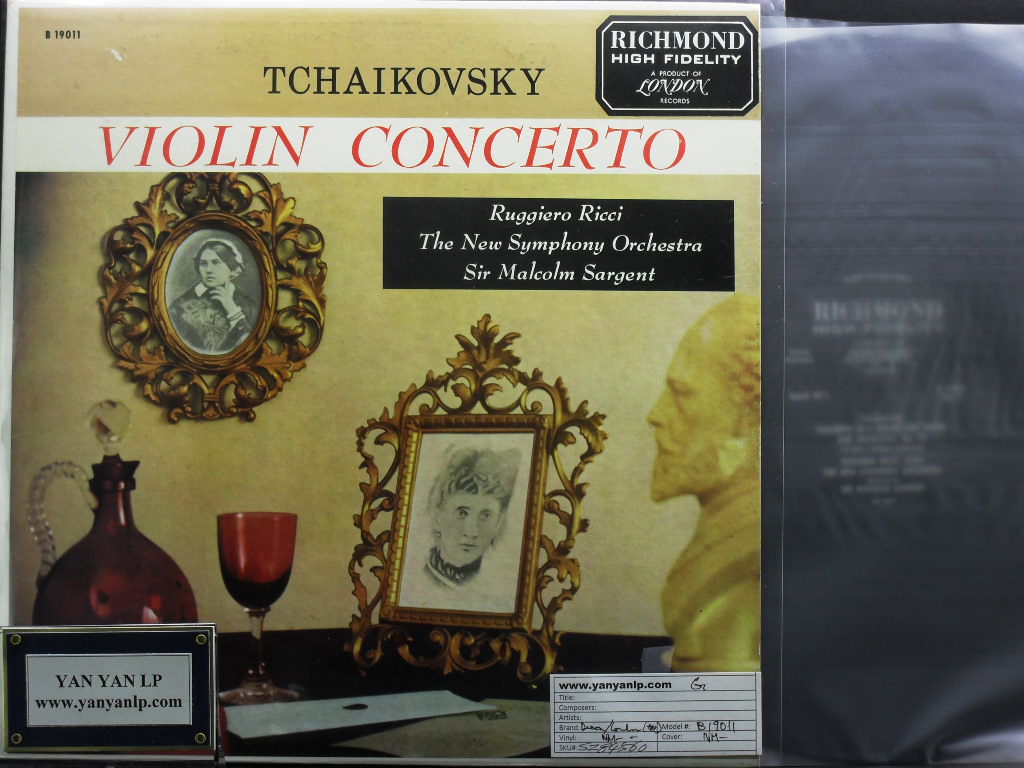 B 19011
RICHMOND
HIGH FIDELITY
A PRODUCT OF
LONDON
RECORDS
TCHAIKOVSKY
VIOLIN CONCERTO
Ruggiero Ricci
The New Symphony Orchestra
Sir Malcolm Sargent
YAN YAN LP
www.yanyanlp.com
www.yanyanlp.com G
Title:
Composers:
Artists:
Brand: Model #: B19011
Vinyl: NM- Cover: NM-
SKU#:
RICHMOND
HIGH FIDELITY